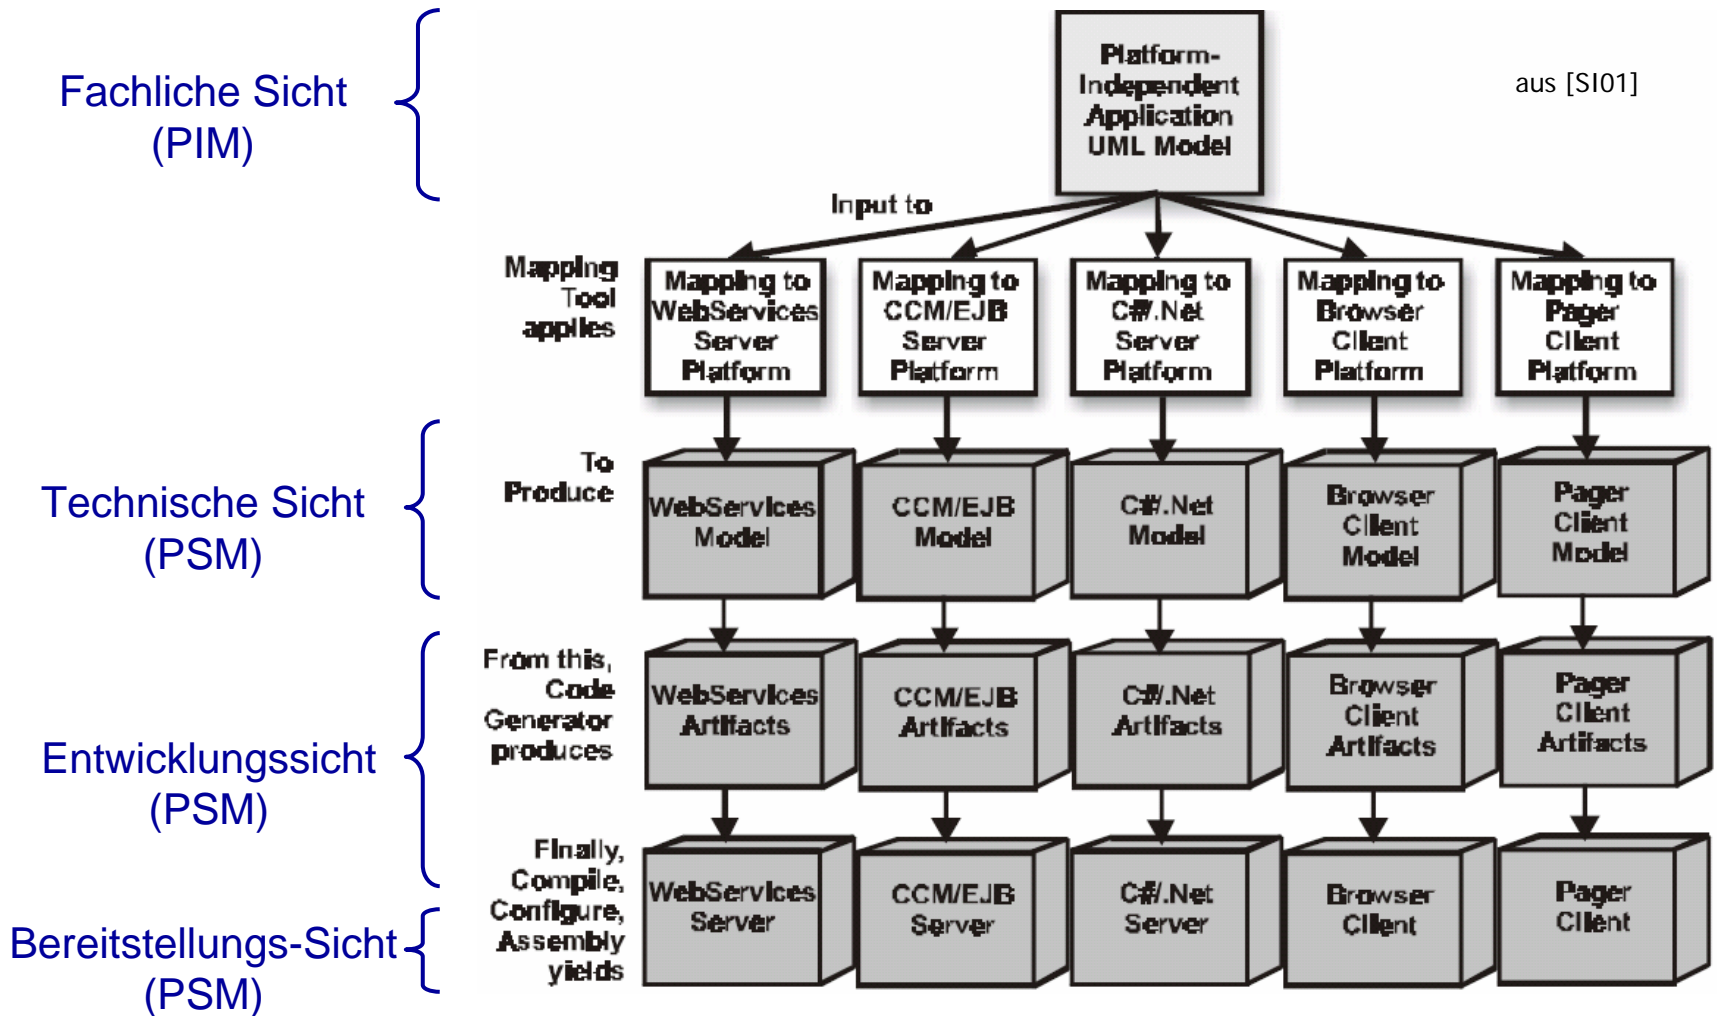 Fachliche Sicht
(PIM)
Platform-
Independent
Application
UML Model
aus [SI01]
Input to
Mapping
Tool
applies
Mapping to
WebServices
Server
Platform
Mapping to
CCM/EJB
Server
Platform
Mapping to
C#/.Net
Server
Platform
Mapping to
Browser
Client
Platform
Mapping to
Pager
Client
Platform
Technische Sicht
(PSM)
To
Produce
WebServices
Model
CCM/EJB
Model
C#/.Net
Model
Browser
Client
Model
Pager
Client
Model
Entwicklungssicht
(PSM)
From this,
Code
Generator
produces
WebServices
Artifacts
CCM/EJB
Artifacts
C#/.Net
Artifacts
Browser
Client
Artifacts
Pager
Client
Artifacts
Bereitstellungs-Sicht
(PSM)
Finally,
Compile,
Configure,
Assembly
yields
WebServices
Server
CCM/EJB
Server
C#/.Net
Server
Browser
Client
Pager
Client